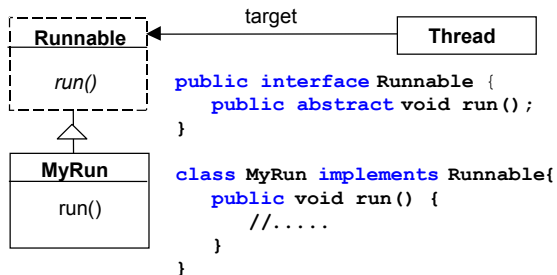 target
Runnable
Thread
run()
public interface Runnable {
public abstract void run();
}
MyRun
run()
class MyRun implements Runnable{
public void run() {
//.....
}
}